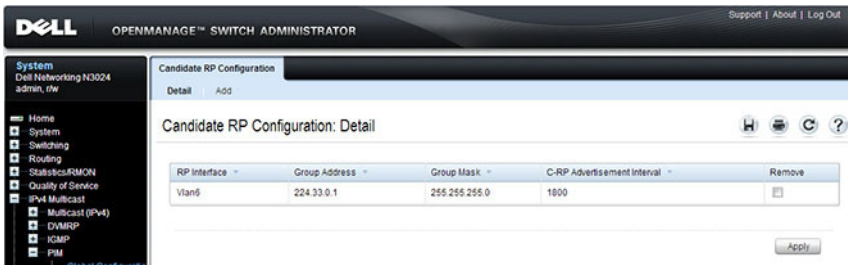 Support | About | Log Out
DELL OPENMANAGE™ SWITCH ADMINISTRATOR
System
Dell Networking N3024
admin, r/w
Home
System
Switching
Routing
Statistics/RMON
Quality of Service
IPv4 Multicast
Multicast (IPv4)
DVMRP
IGMP
PIM
Global Configuratio
Candidate RP Configuration
Detail Add
Candidate RP Configuration: Detail
RP Interface Group Address Group Mask C-RP Advertisement Interval Remove
Vlan6 224.33.0.1 255.255.255.0 1800
Apply